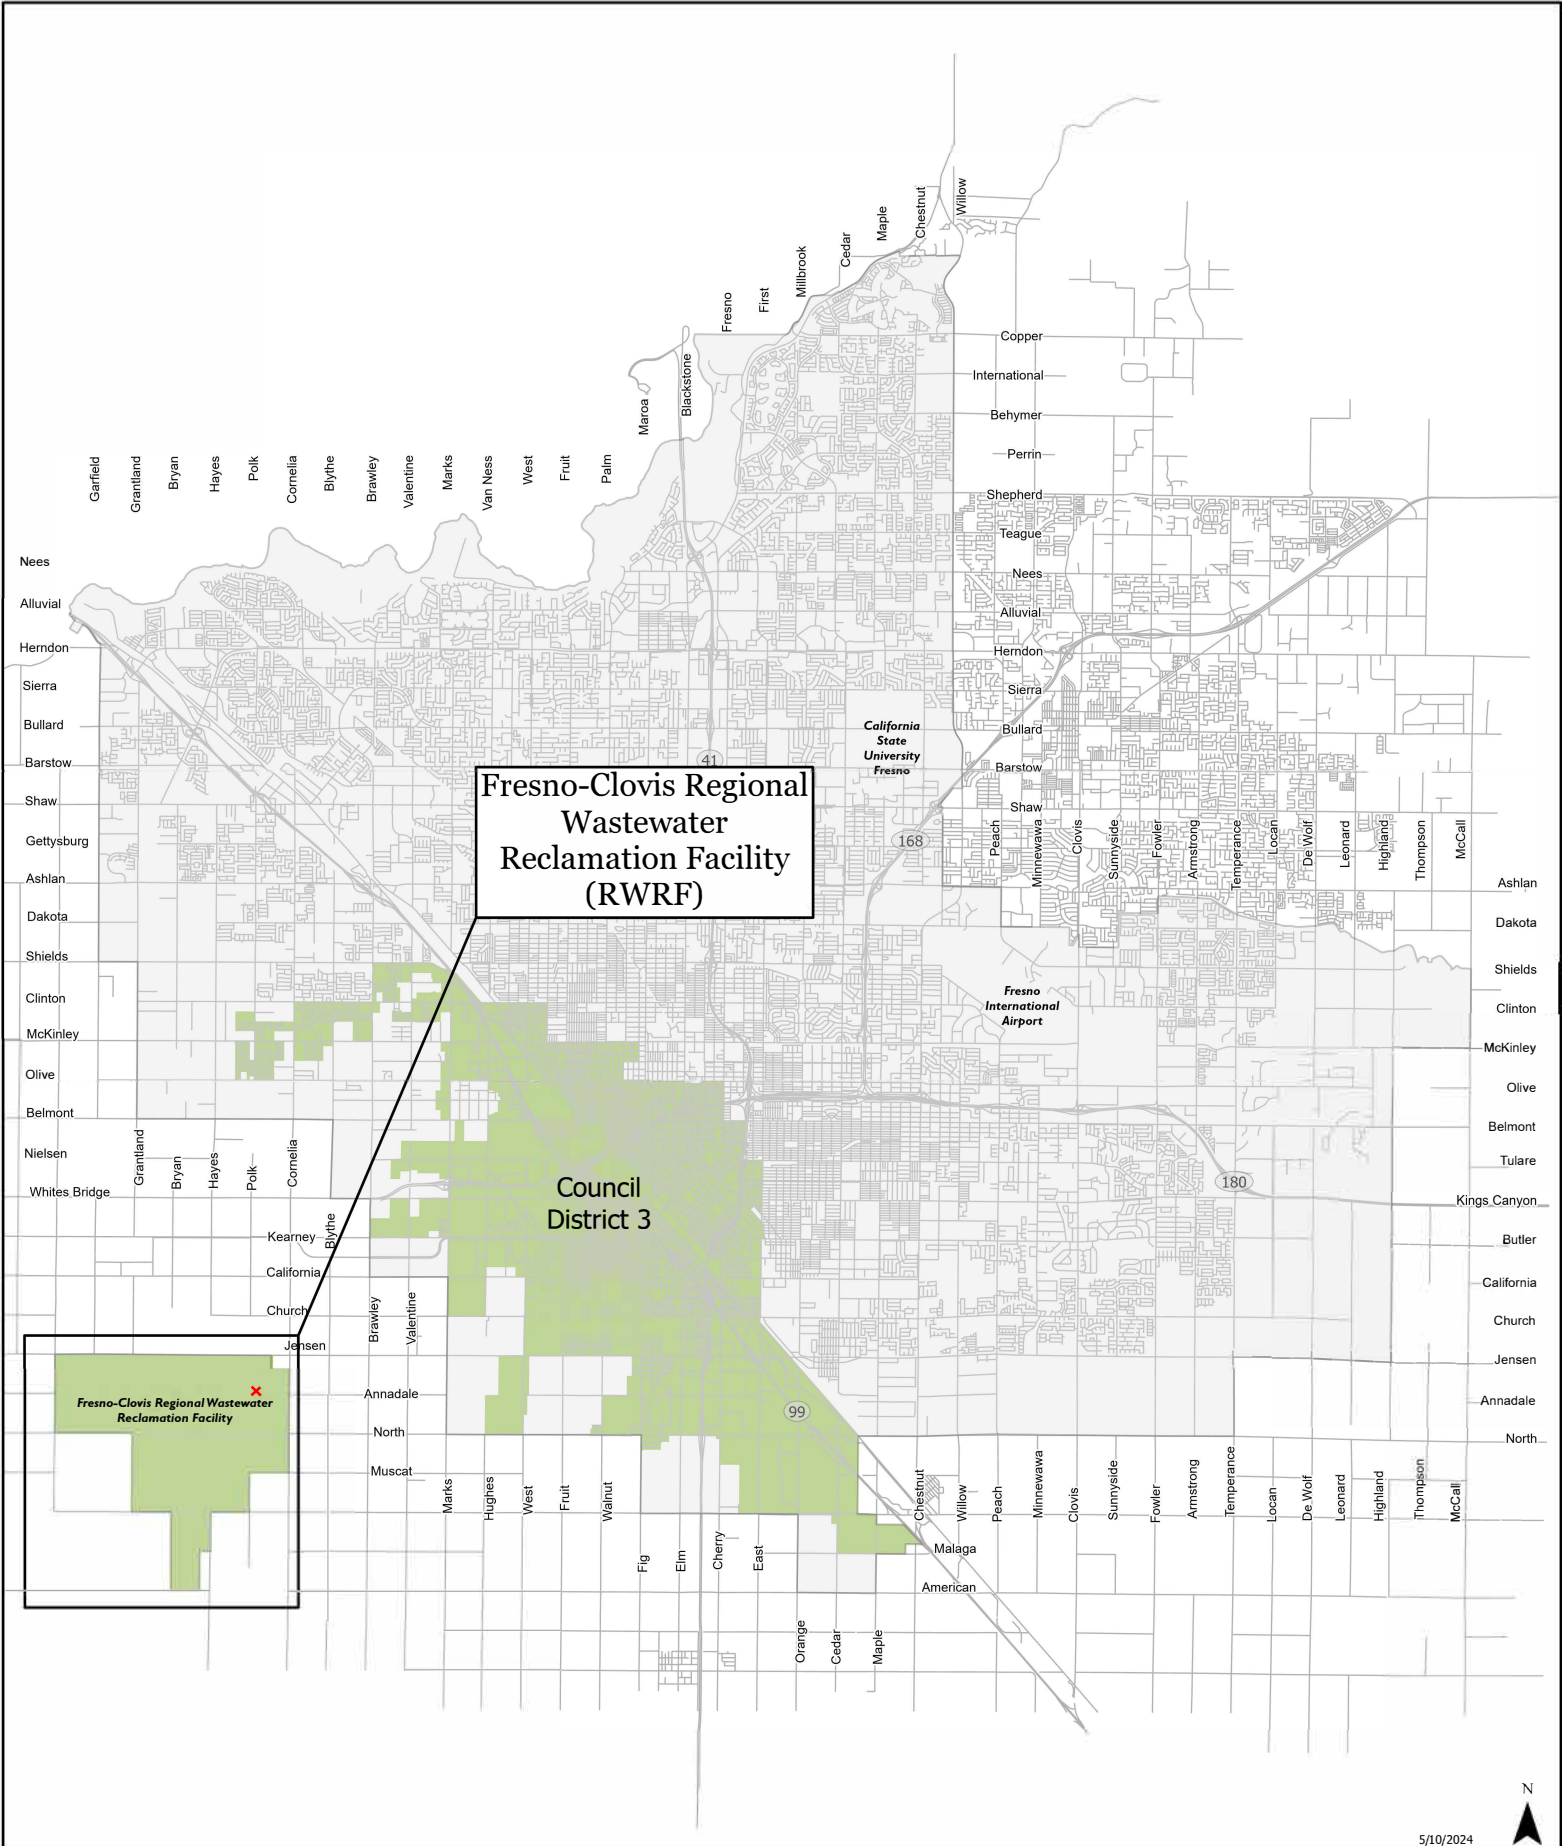 Willow
Chestnut
Maple
Cedar
Millbrook
First
Fresno
Blackstone
Maroa
Copper
International
Behymer
Perrin
Shepherd
Teague
Nees
Alluvial
Herndon
Sierra
Bullard
Barstow
Shaw
Garfield
Grantland
Bryan
Hayes
Polk
Cornelia
Blythe
Brawley
Valentine
Marks
Van Ness
West
Fruit
Palm
Nees
Alluvial
Herndon
Sierra
Bullard
Barstow
Shaw
Gettysburg
Ashlan
Dakota
Shields
Clinton
McKinley
Olive
Belmont
Nielsen
Whites Bridge
California
State
University
Fresno
41
168
Fresno-Clovis Regional
Wastewater
Reclamation Facility
(RWRF)
Peach
Minnewawa
Clovis
Sunnyside
Fowler
Armstrong
Temperance
Locan
De Wolf
Leonard
Highland
Thompson
McCall
Ashlan
Dakota
Shields
Clinton
McKinley
Olive
Belmont
Tulare
Kings Canyon
Butler
California
Church
Jensen
Annadale
North
Fresno
International
Airport
180
Council
District 3
Grantland
Bryan
Hayes
Polk
Cornelia
Blythe
Kearney
California
Church
Jensen
Brawley
Valentine
Annadale
North
Muscat
Fresno-Clovis Regional Wastewater
Reclamation Facility
99
Marks
Hughes
West
Fruit
Walnut
Fig
Elm
Cherry
East
Orange
Cedar
Maple
Chestnut
Willow
Peach
Minnewawa
Clovis
Sunnyside
Fowler
Armstrong
Temperance
Locan
De Wolf
Leonard
Highland
Thompson
McCall
Malaga
American
N
5/10/2024